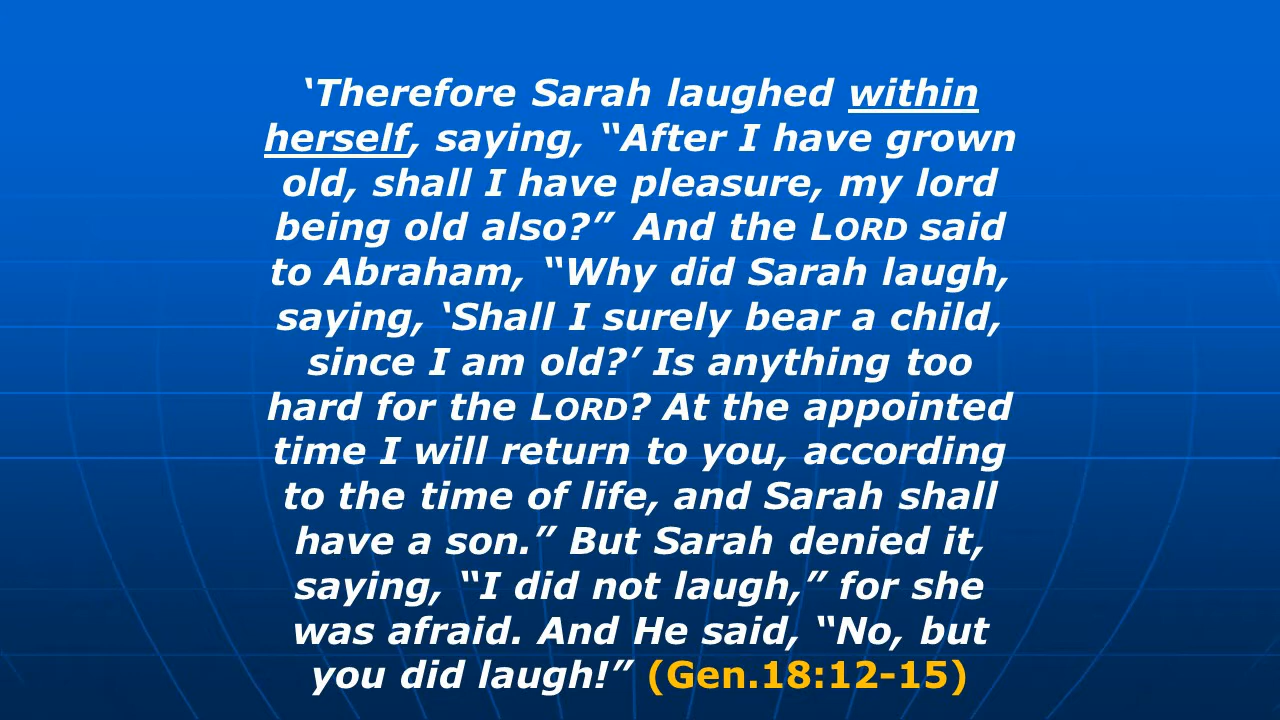 ‘Therefore Sarah laughed within
herself, saying, “After I have grown
old, shall I have pleasure, my lord
being old also?” And the LORD said
to Abraham, “Why did Sarah laugh,
saying, ‘Shall I surely bear a child,
since I am old?’ Is anything too
hard for the LORD? At the appointed
time I will return to you, according
to the time of life, and Sarah shall
have a son.” But Sarah denied it,
saying, “I did not laugh,” for she
was afraid. And He said, “No, but
you did laugh!” (Gen.18:12-15)